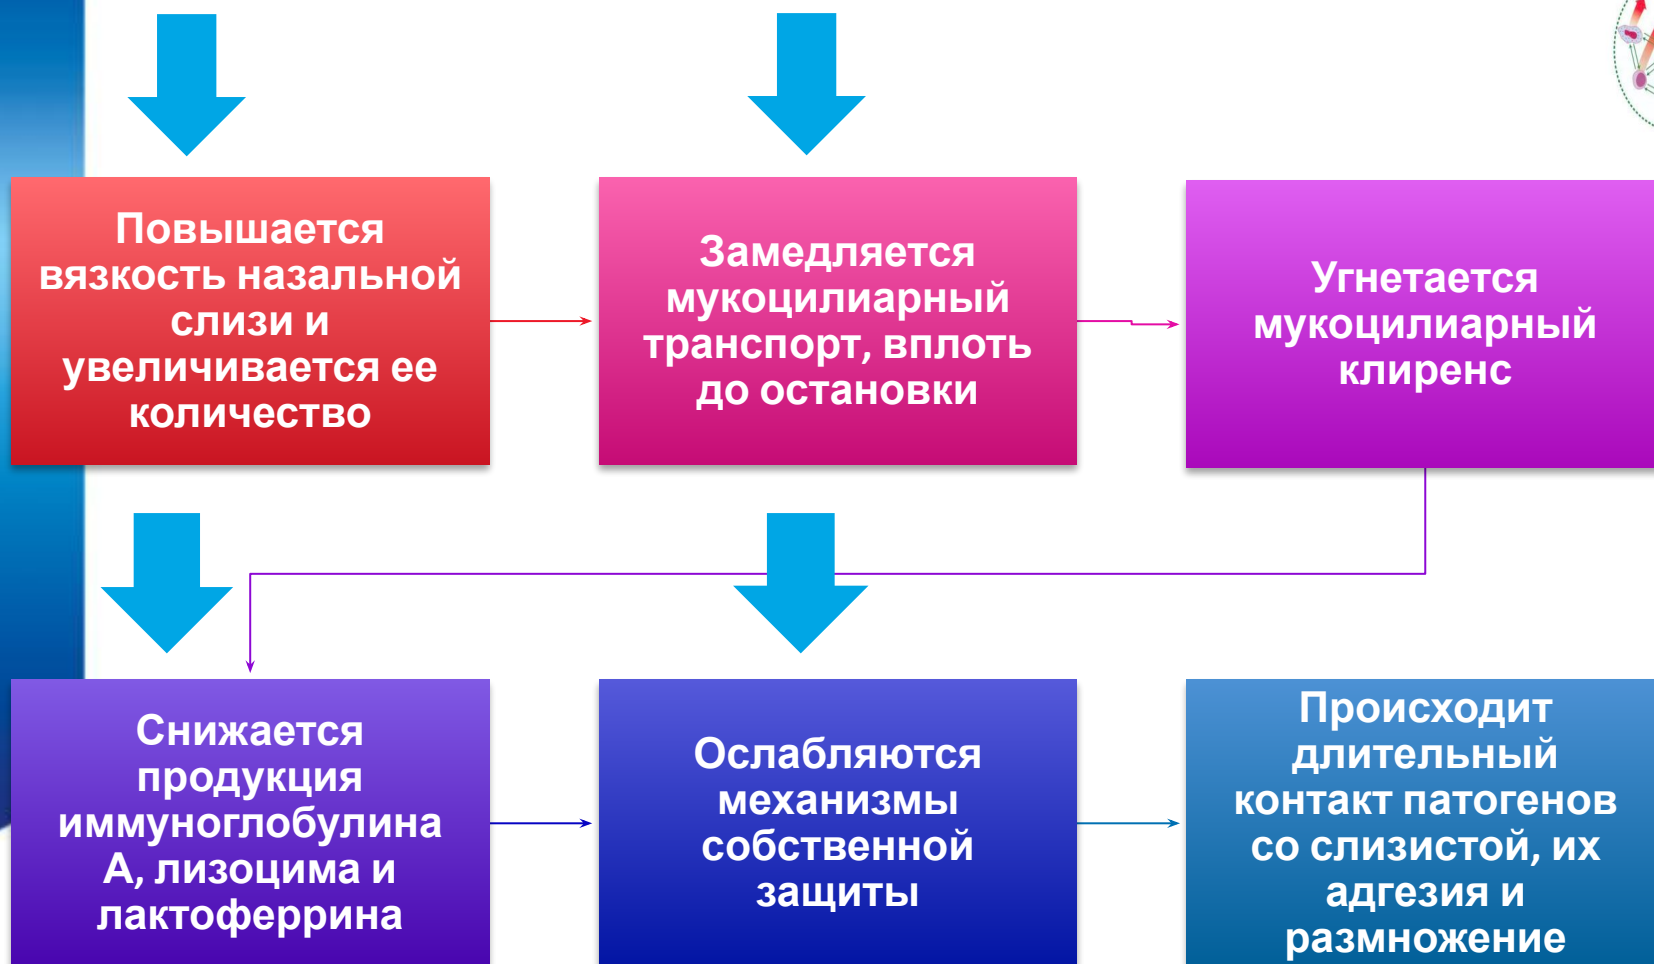 Повышается
вязкость назальной
слизи и
увеличивается ее
количество
Замедляется
мукоцилиарный
транспорт, вплоть
до остановки
Угнетается
мукоцилиарный
клиренс
Снижается
продукция
иммуноглобулина
А, лизоцима и
лактоферрина
Ослабляются
механизмы
собственной
защиты
Происходит
длительный
контакт патогенов
со слизистой, их
адгезия и
размножение